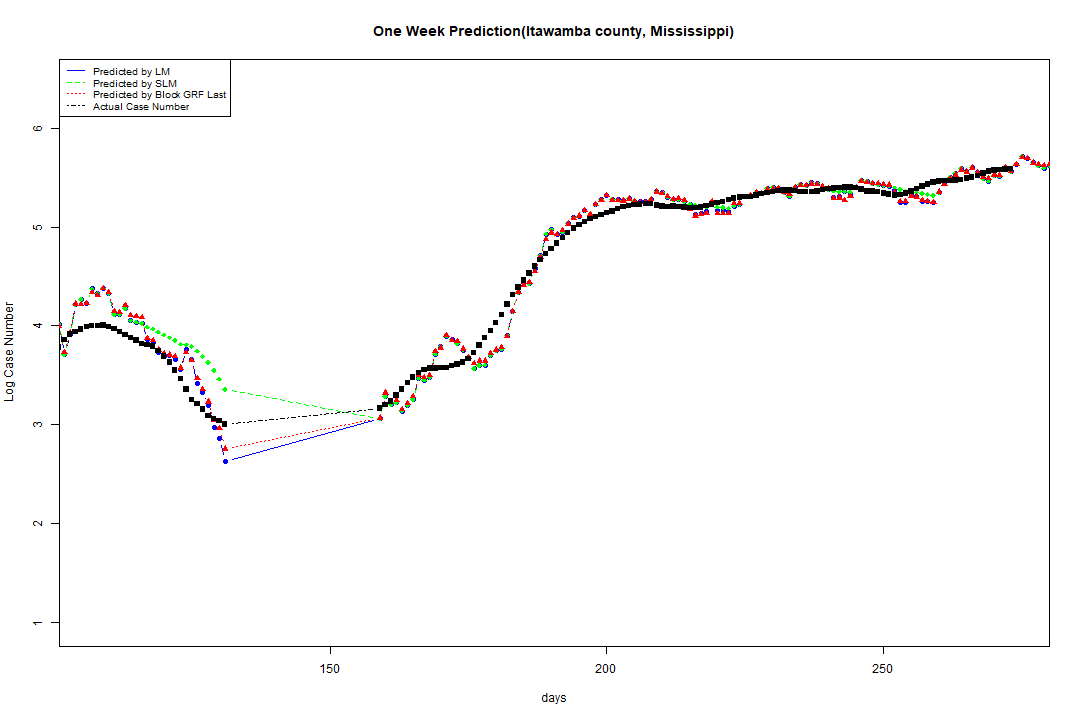 One Week Prediction(Itawamba county, Mississippi)
Predicted by LM
Predicted by SLM
Predicted by Block GRF Last
Actual Case Number
6
5
4
3
2
1
Log Case Number
150
200
250
days